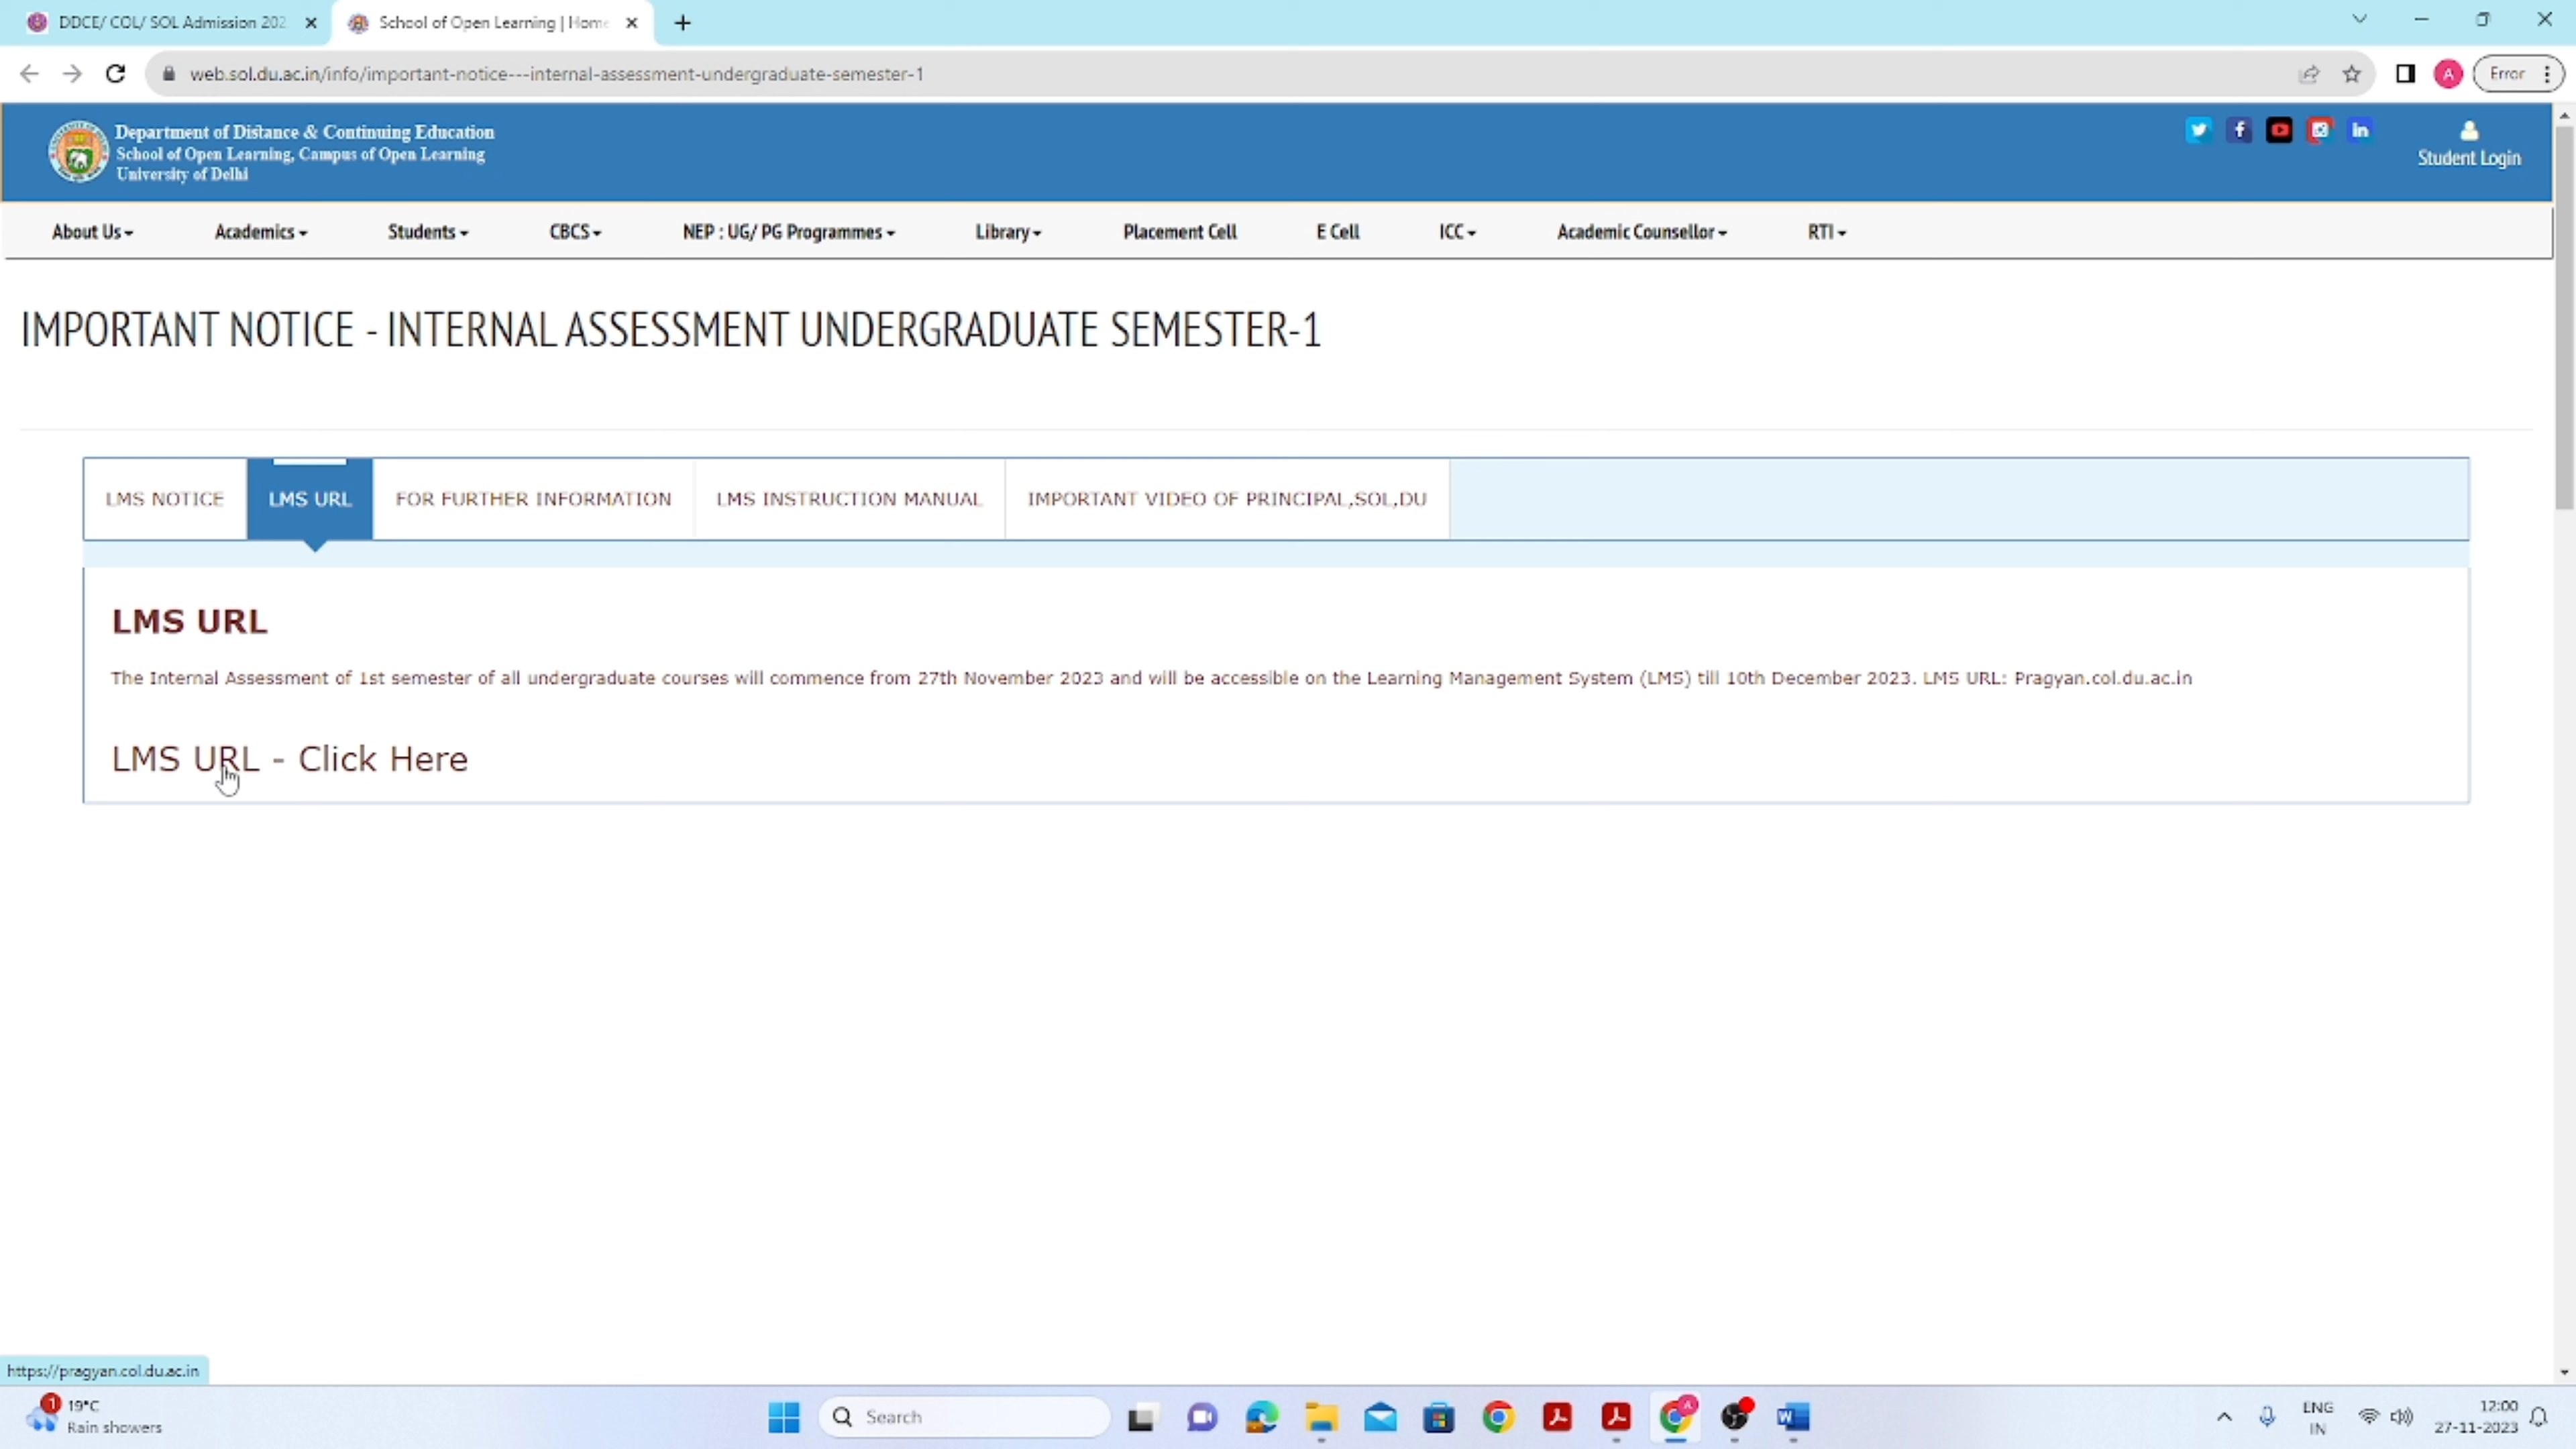 DDCE/ COL/ SOL Admission 202
School of Open Learning | Home
web.sol.du.ac.in/info/important-notice---internal-assessment-undergraduate-semester-1
A
Error
Department of Distance & Continuing Education
School of Open Learning, Campus of Open Learning
University of Delhi
Student Login
About Us
Academics
Students
CBCS
NEP : UG/ PG Programmes
Library
Placement Cell
E Cell
ICC
Academic Counsellor
RTI
IMPORTANT NOTICE - INTERNAL ASSESSMENT UNDERGRADUATE SEMESTER-1
LMS NOTICE
LMS URL
FOR FURTHER INFORMATION
LMS INSTRUCTION MANUAL
IMPORTANT VIDEO OF PRINCIPAL,SOL,DU
LMS URL
The Internal Assessment of 1st semester of all undergraduate courses will commence from 27th November 2023 and will be accessible on the Learning Management System (LMS) till 10th December 2023. LMS URL: Pragyan.col.du.ac.in
LMS URL - Click Here
https://pragyan.col.du.ac.in
1
19°C
Rain showers
Search
ENG
IN
12:00
27-11-2023